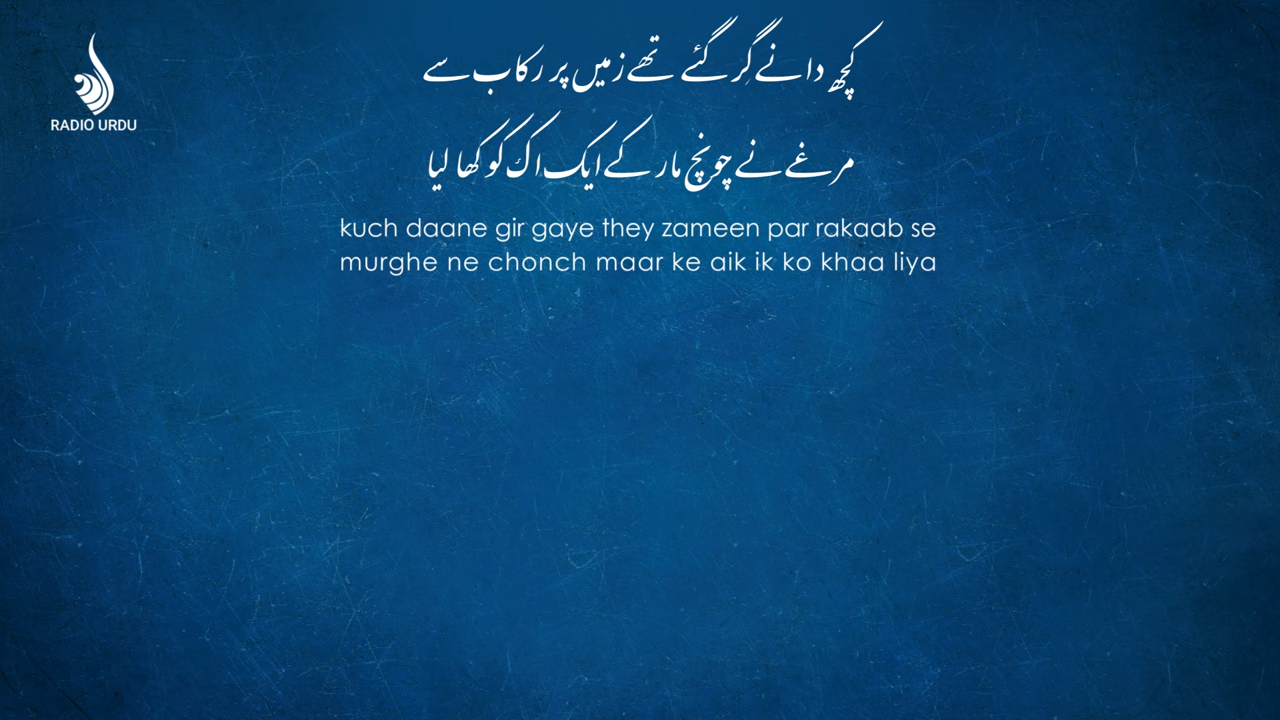 RADIO URDU
کچھ دانے گِر گئے تھے زمیں پر رکاب سے
مرغے نے چونچ مار کے ایک اک کو کھا لیا
kuch daane gir gaye they zameen par rakaab se
murghe ne chonch maar ke aik ik ko khaa liya